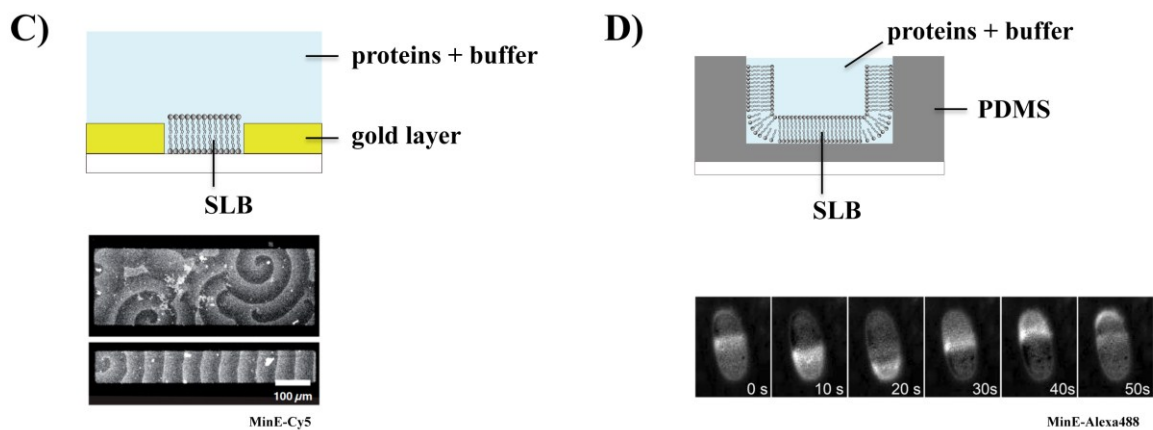 C)
proteins + buffer
gold layer
SLB
100 µm
MinE-Cy5
D)
proteins + buffer
PDMS
SLB
0 s
10 s
20 s
30s
40s
50s
MinE-Alexa488